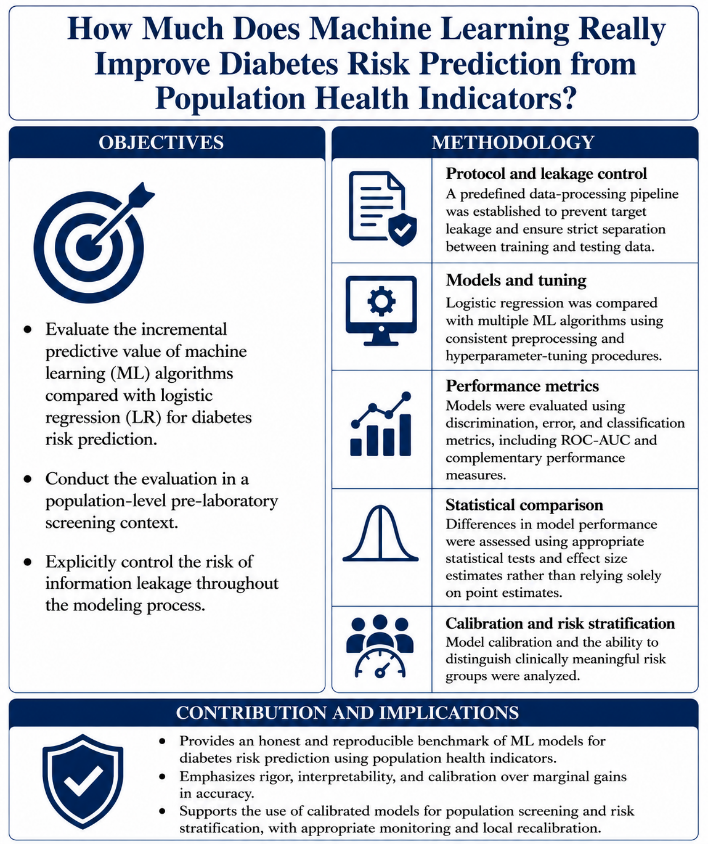 How Much Does Machine Learning Really
Improve Diabetes Risk Prediction from
Population Health Indicators?
OBJECTIVES
• Evaluate the incremental
predictive value of machine
learning (ML) algorithms
compared with logistic
regression (LR) for diabetes
risk prediction.
• Conduct the evaluation in a
population-level pre-laboratory
screening context.
• Explicitly control the risk of
information leakage throughout
the modeling process.
METHODOLOGY
Protocol and leakage control
A predefined data-processing pipeline
was established to prevent target
leakage and ensure strict separation
between training and testing data.
Models and tuning
Logistic regression was compared
with multiple ML algorithms using
consistent preprocessing and
hyperparameter-tuning procedures.
Performance metrics
Models were evaluated using
discrimination, error, and classification
metrics, including ROC-AUC and
complementary performance
measures.
Statistical comparison
Differences in model performance
were assessed using appropriate
statistical tests and effect size
estimates rather than relying solely
on point estimates.
Calibration and risk stratification
Model calibration and the ability to
distinguish clinically meaningful risk
groups were analyzed.
CONTRIBUTION AND IMPLICATIONS
• Provides an honest and reproducible benchmark of ML models for
diabetes risk prediction using population health indicators.
• Emphasizes rigor, interpretability, and calibration over marginal gains
in accuracy.
• Supports the use of calibrated models for population screening and risk
stratification, with appropriate monitoring and local recalibration.